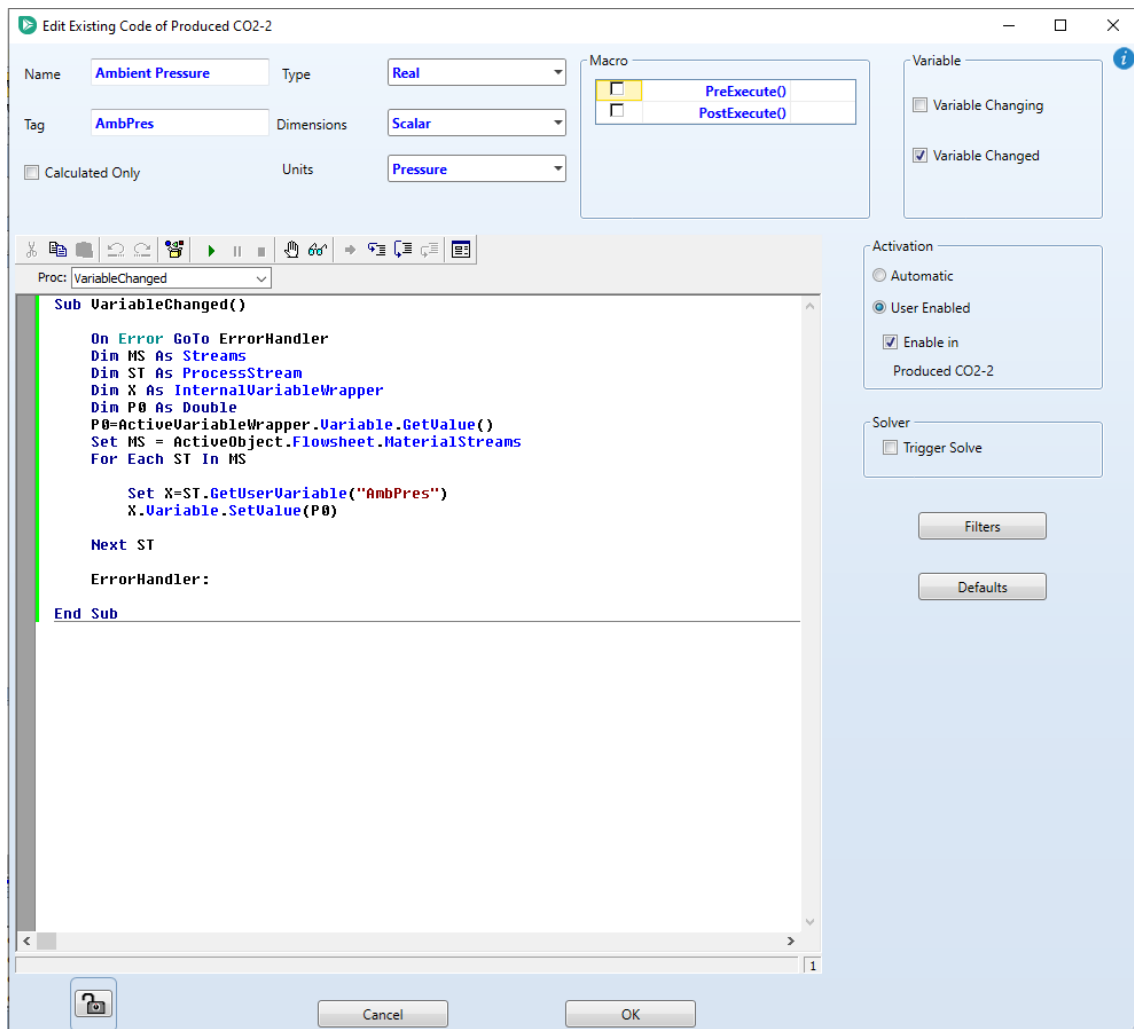 Edit Existing Code of Produced CO2-2
Name
Ambient Pressure
Type
Real
Tag
AmbPres
Dimensions
Scalar
Calculated Only
Units
Pressure
Macro
PreExecute()
PostExecute()
Variable
Variable Changing
Variable Changed
i
Proc: VariableChanged
Sub VariableChanged()
On Error GoTo ErrorHandler
Dim MS As Streams
Dim ST As ProcessStream
Dim X As InternalVariableWrapper
Dim P0 As Double
P0=ActiveVariableWrapper.Variable.GetValue()
Set MS = ActiveObject.Flowsheet.MaterialStreams
For Each ST In MS
Set X=ST.GetUserVariable("AmbPres")
X.Variable.SetValue(P0)
Next ST
ErrorHandler:
End Sub
1
Activation
Automatic
User Enabled
Enable in
Produced CO2-2
Solver
Trigger Solve
Filters
Defaults
Cancel
OK